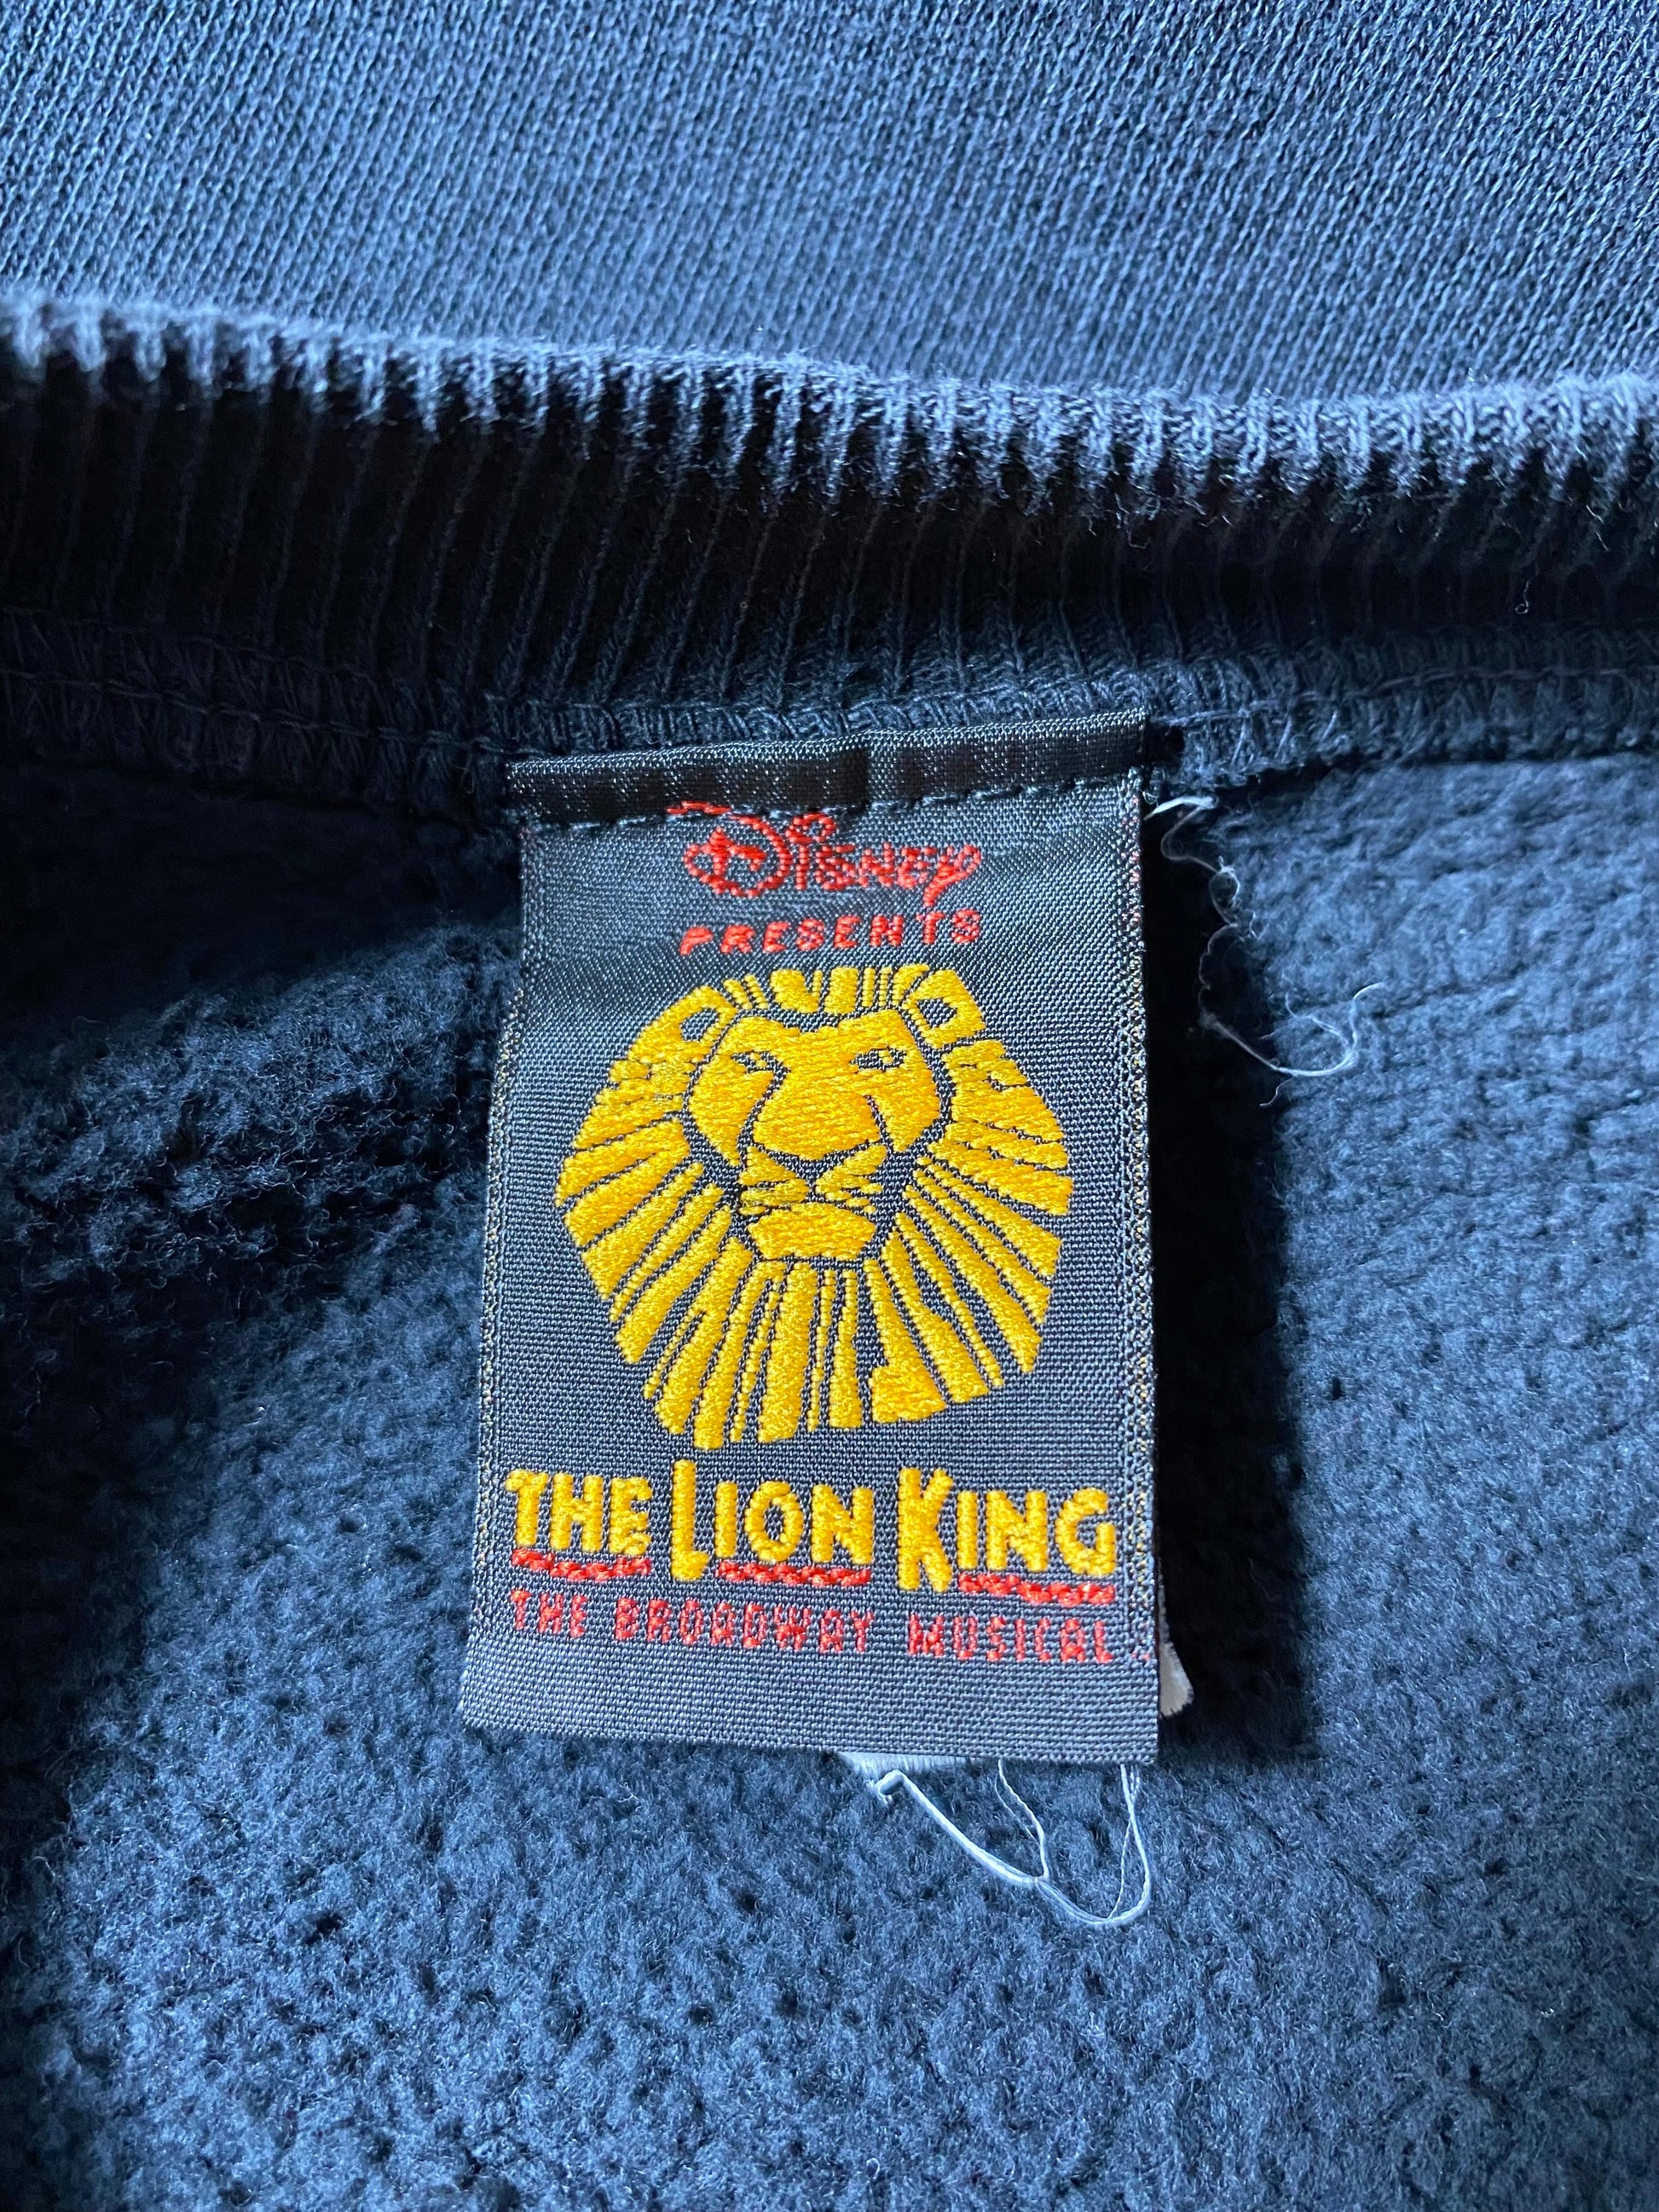 Disney
PRESENTS
THE LION KING
THE BROADWAY MUSICAL